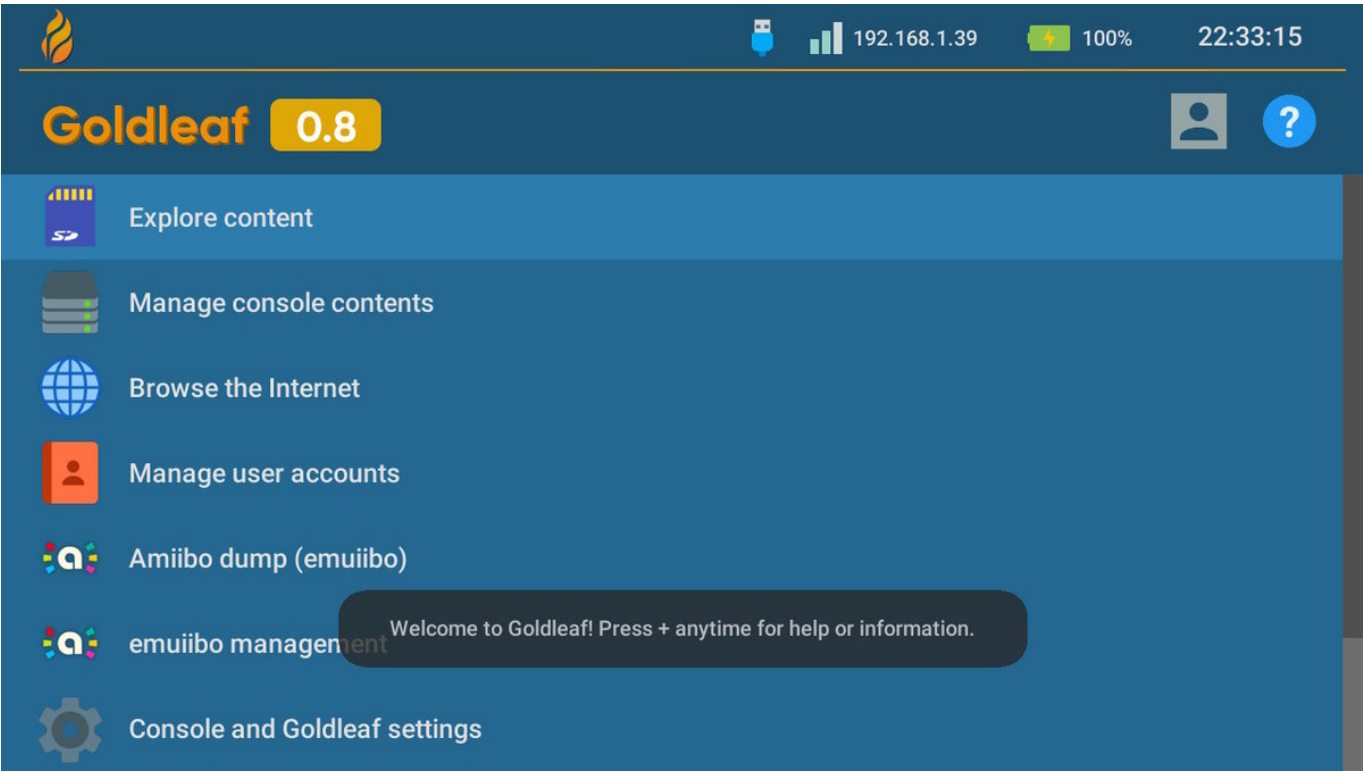 192.168.1.39 100% 22:33:15
Goldleaf 0.8 ?
SD Explore content
Manage console contents
Browse the Internet
Manage user accounts
a Amiibo dump (emuiibo)
a emuiibo management
Welcome to Goldleaf! Press + anytime for help or information.
Console and Goldleaf settings